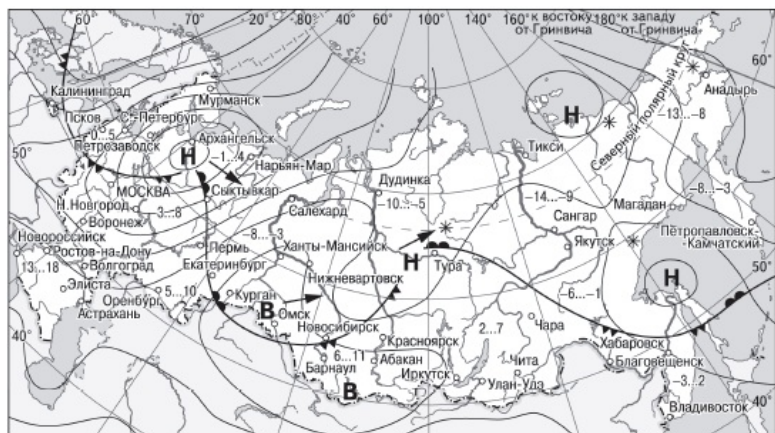 60° 40° 20° 20° 40° 60° 80° 100° 120° 140° 160° к востоку от Гринвича 180° к западу от Гринвича
60°
50°
40°
50°
40°
Северный полярный круг
Калининград
Мурманск
Анадырь
Псков
С.-Петербург
-13...-8
0...5
Архангельск
Петрозаводск
Н
-1...4
Нарьян-Мар
Н
Тикси
МОСКВА
Сыктывкар
Дудинка
-10...-5
-14...-9
Магадан
-8...-3
Н.Новгород
3...8
Салехард
Сангар
Петропавловск-
Камчатский
Воронеж
-8...-3
Новороссийск
Пермь
Ханты-Мансийск
Якутск
Ростов-на-Дону
Н
Тура
Н
13...18
Волгоград
Екатеринбург
Нижневартовск
Элиста
5...10
Курган
-6...-1
Оренбург
В
Омск
Астрахань
Новосибирск
2...7
Чара
Хабаровск
Красноярск
6...11
Абакан
Чита
Благовещенск
Барнаул
Иркутск
Улан-Удэ
-3...2
В
Владивосток